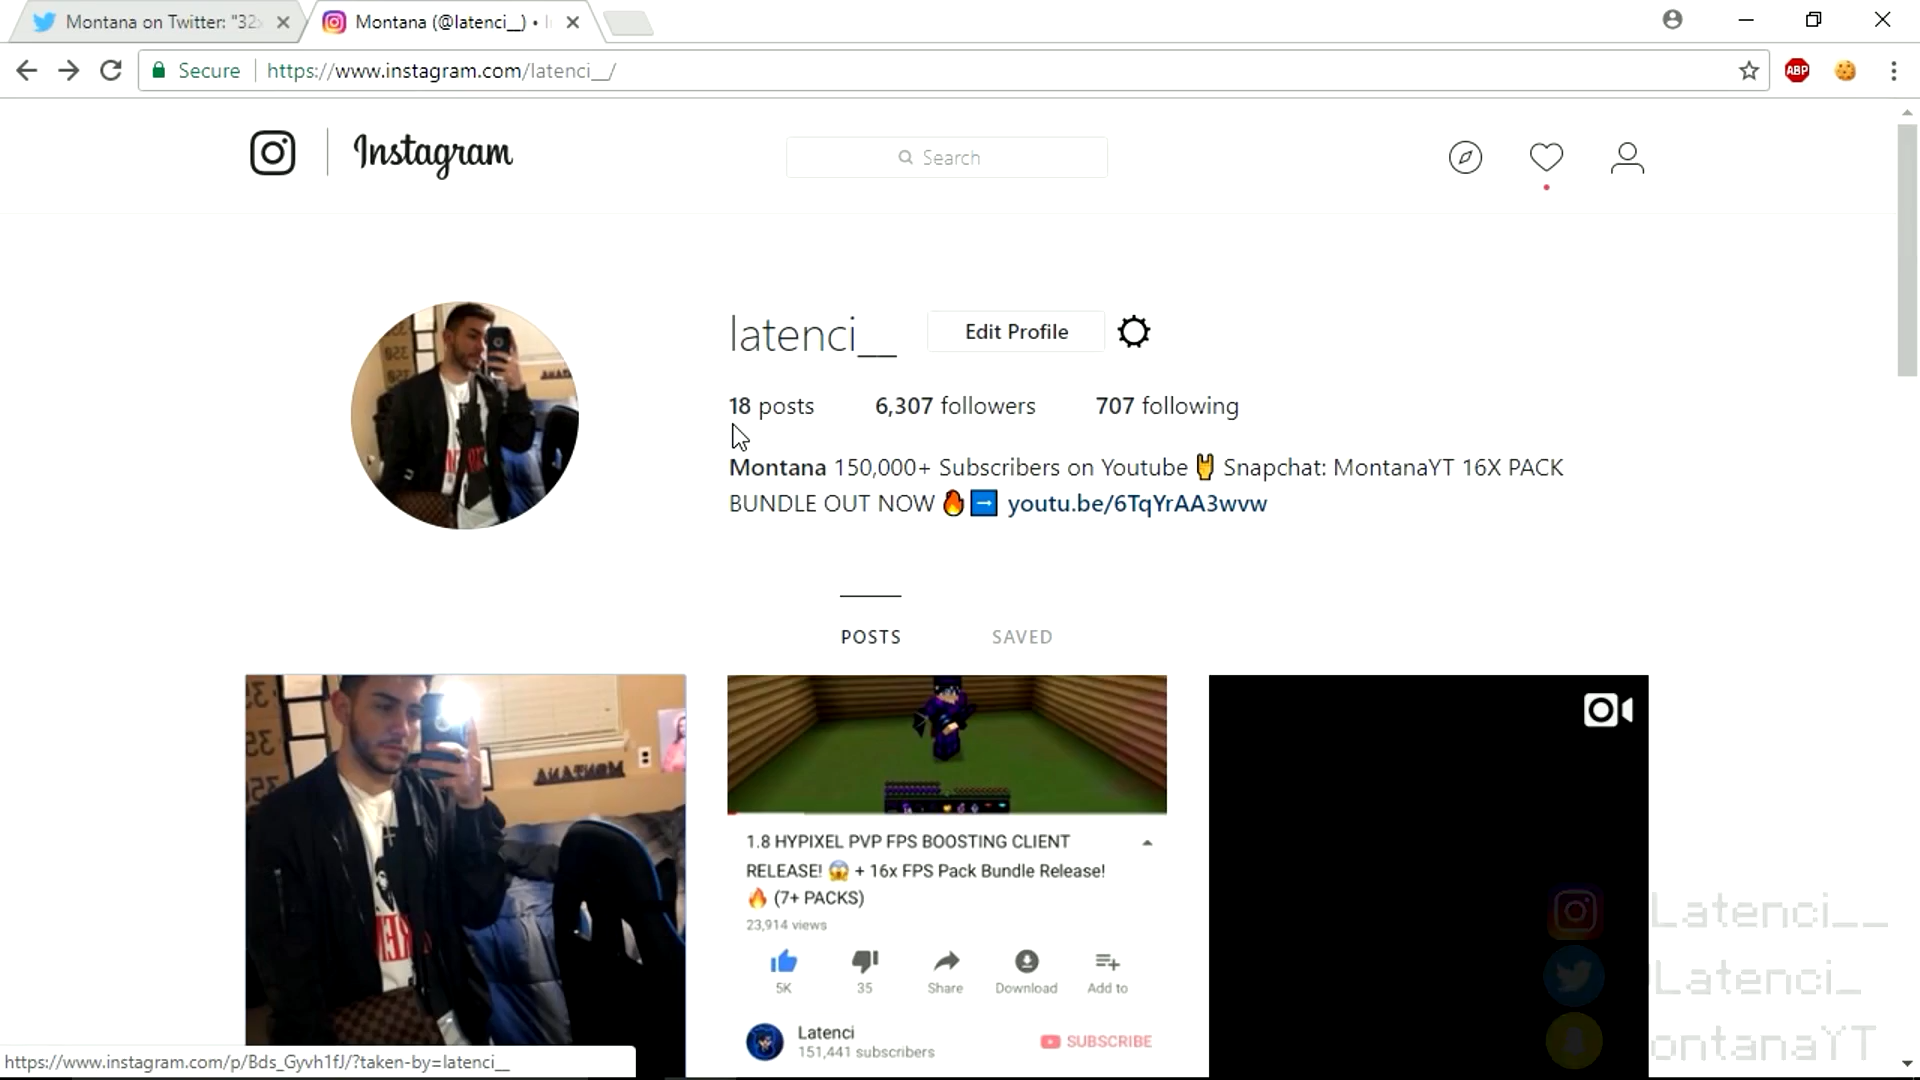 Montana on Twitter: "32
Montana (@latenci__) •
Secure
https://www.instagram.com/latenci__/
ABP
Instagram
Search
latenci__
Edit Profile
18 posts
6,307 followers
707 following
Montana 150,000+ Subscribers on Youtube 🤘 Snapchat: MontanaYT 16X PACK
BUNDLE OUT NOW 🔥➡️ youtu.be/6TqYrAA3wvw
POSTS
SAVED
MONTANA
1.8 HYPIXEL PVP FPS BOOSTING CLIENT
RELEASE! 😱 + 16x FPS Pack Bundle Release!
🔥 (7+ PACKS)
23,914 views
5K
35
Share
Download
Add to
Latenci
151,441 subscribers
SUBSCRIBE
Latenci__
Latenci_
ontanaYT
https://www.instagram.com/p/Bds_Gyvh1fJ/?taken-by=latenci__